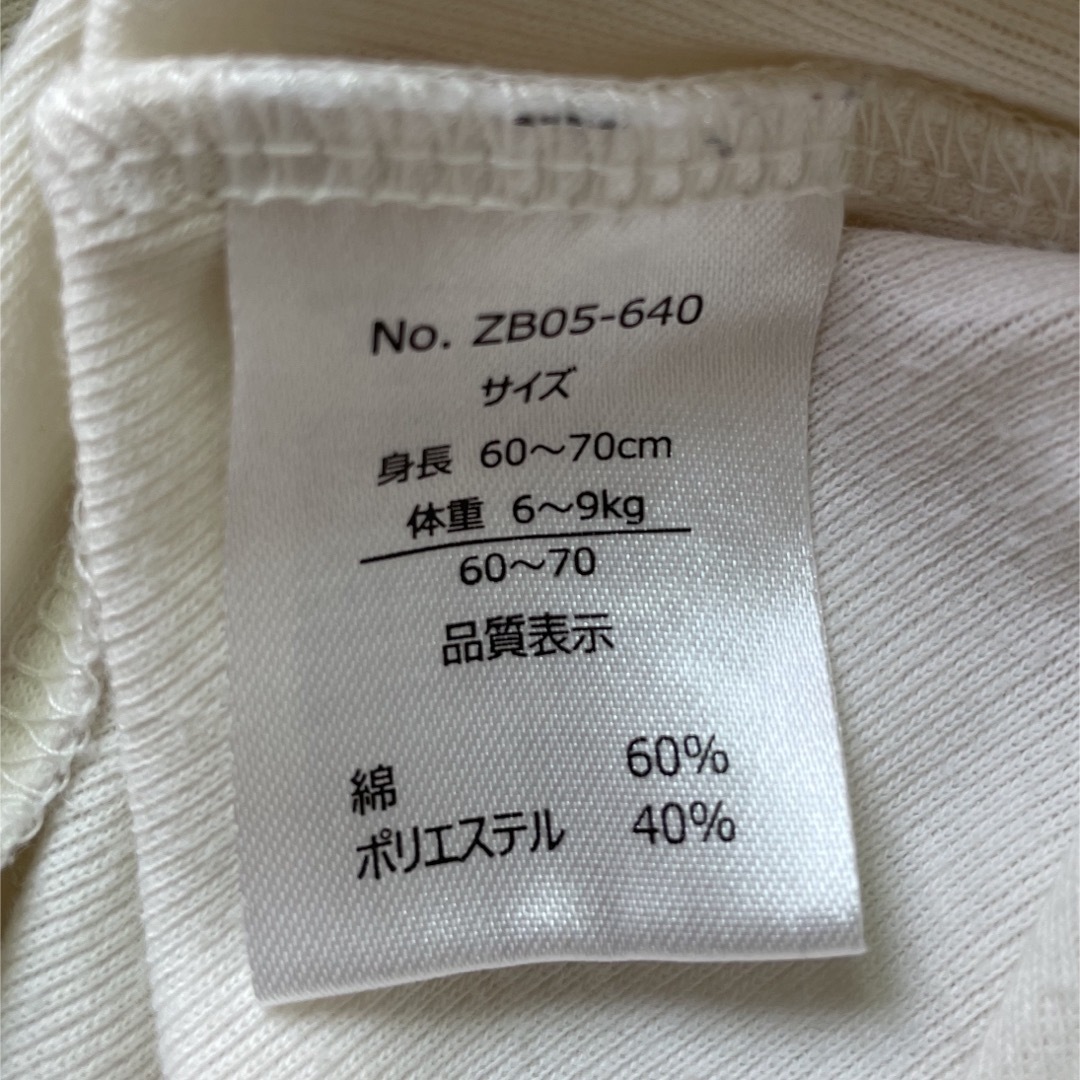 No. ZB05-640
サイズ
身長 60～70cm
体重 6～9kg
60～70
品質表示
綿 60%
ポリエステル 40%